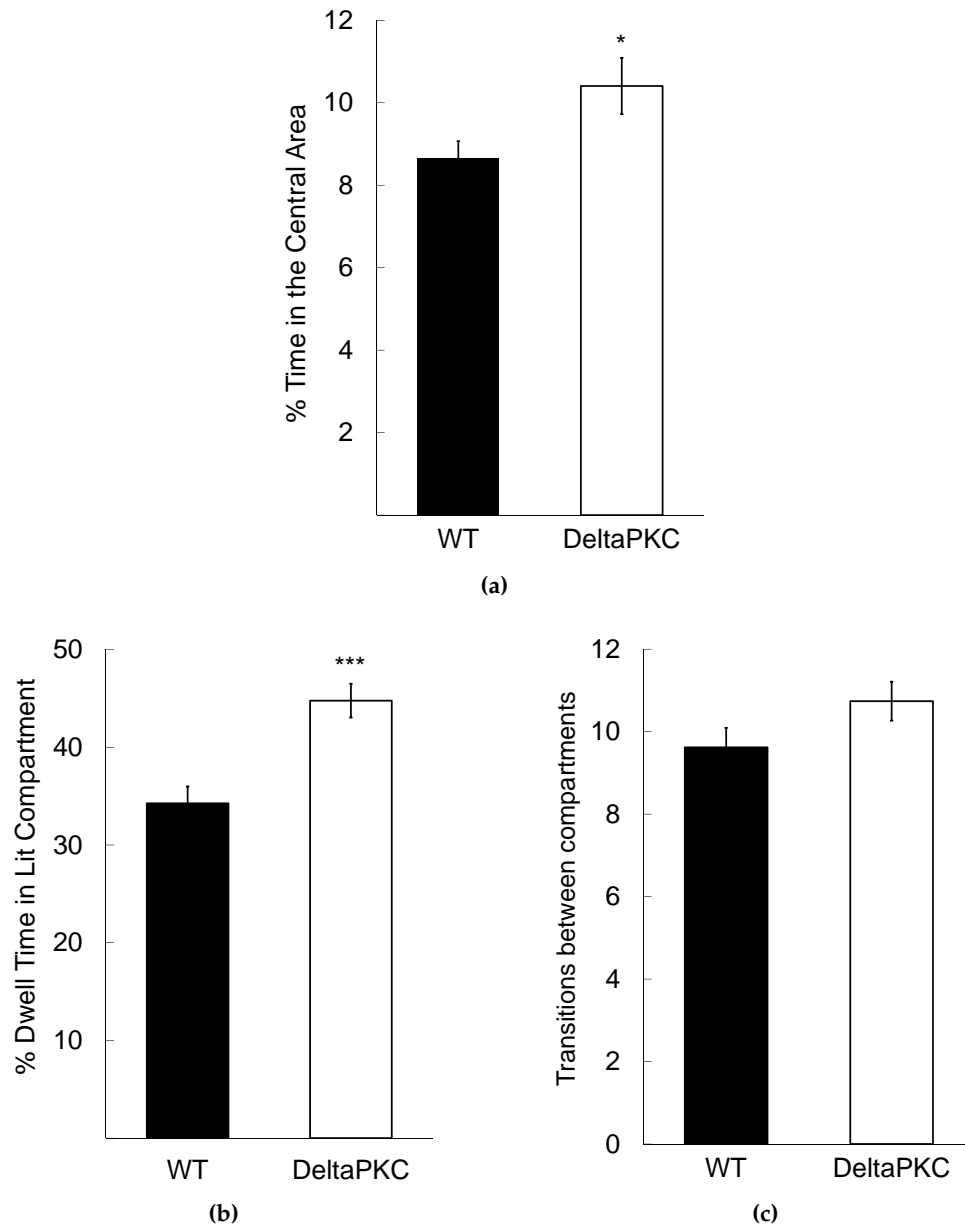 12
10
8
6
4
2
% Time in the Central Area
*
WT DeltaPKC
(a)
50
40
30
20
10
% Dwell Time in Lit Compartment
***
WT DeltaPKC
(b)
12
10
8
6
4
2
0
Transitions between compartments
WT DeltaPKC
(c)